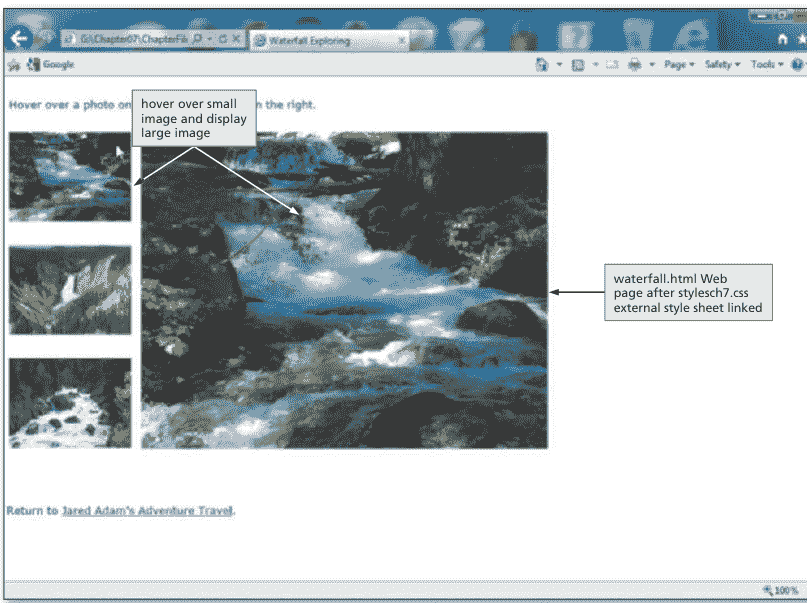 G:\Chapter07\ChapterFil
Waterfall Exploring
Google
Page
Safety
Tools
Hover over a photo on
n the right.
hover over small
image and display
large image
waterfall.html Web
page after stylesch7.css
external style sheet linked
Return to Jared Adam's Adventure Travel.
100%